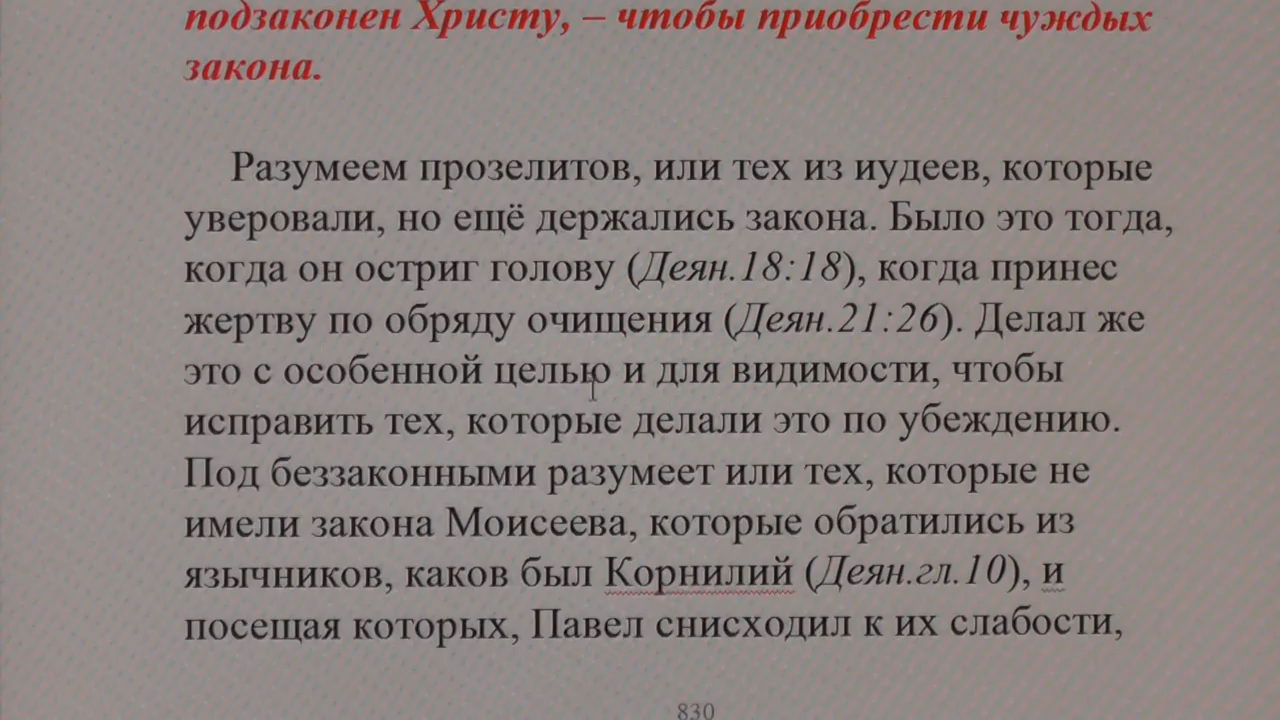 подзаконен Христу, – чтобы приобрести чуждых
закона.
Разумеем прозелитов, или тех из иудеев, которые
уверовали, но ещё держались закона. Было это тогда,
когда он остриг голову (Деян.18:18), когда принес
жертву по обряду очищения (Деян.21:26). Делал же
это с особенной целью и для видимости, чтобы
исправить тех, которые делали это по убеждению.
Под беззаконными разумеет или тех, которые не
имели закона Моисеева, которые обратились из
язычников, каков был Корнилий (Деян.гл.10), и
посещая которых, Павел снисходил к их слабости,
830